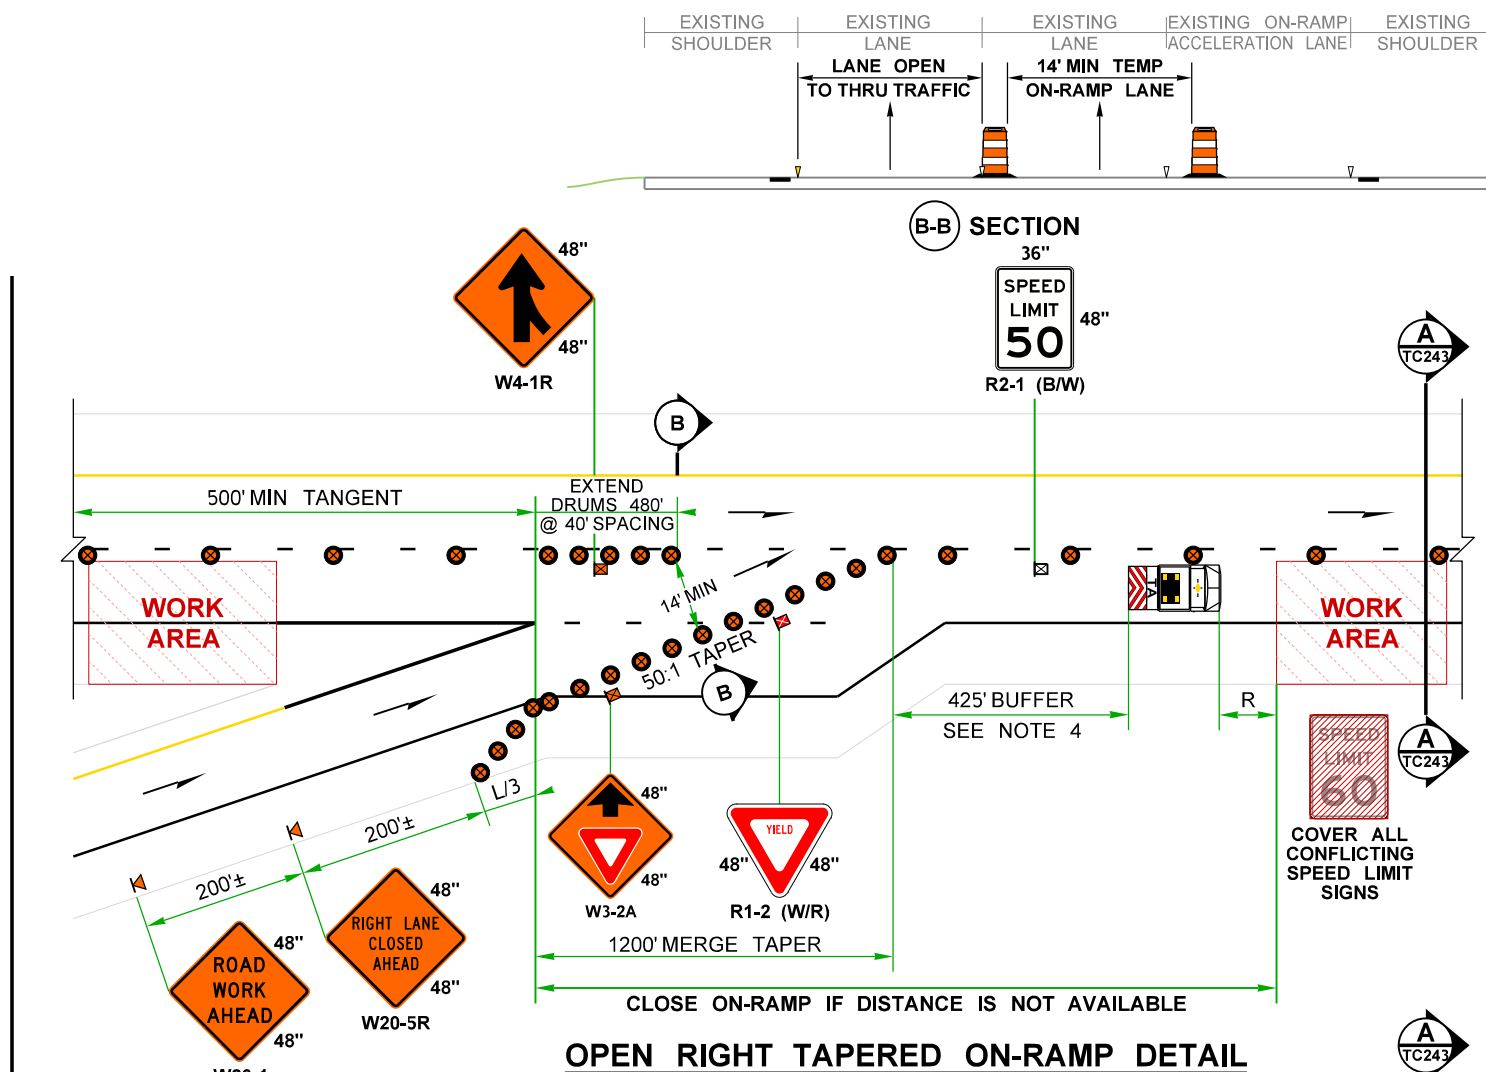 EXISTING EXISTING EXISTING EXISTING ON-RAMP EXISTING
SHOULDER LANE LANE ACCELERATION LANE SHOULDER
LANE OPEN 14' MIN TEMP
TO THRU TRAFFIC ON-RAMP LANE
B-B SECTION
48"
48"
W4-1R
36"
SPEED
LIMIT
50
48"
R2-1 (B/W)
A
TC243
B
500' MIN TANGENT
EXTEND
DRUMS 480'
@ 40' SPACING
WORK
AREA
14' MIN
50:1 TAPER
B
WORK
AREA
425' BUFFER
SEE NOTE 4
R
A
TC243
SPEED
LIMIT
60
COVER ALL
CONFLICTING
SPEED LIMIT
SIGNS
L/3
200'±
200'±
48"
48"
W3-2A
YIELD
48" 48"
R1-2 (W/R)
RIGHT LANE
CLOSED
AHEAD
48"
48"
W20-5R
ROAD
WORK
AHEAD
48"
48"
1200' MERGE TAPER
CLOSE ON-RAMP IF DISTANCE IS NOT AVAILABLE
OPEN RIGHT TAPERED ON-RAMP DETAIL
A
TC243